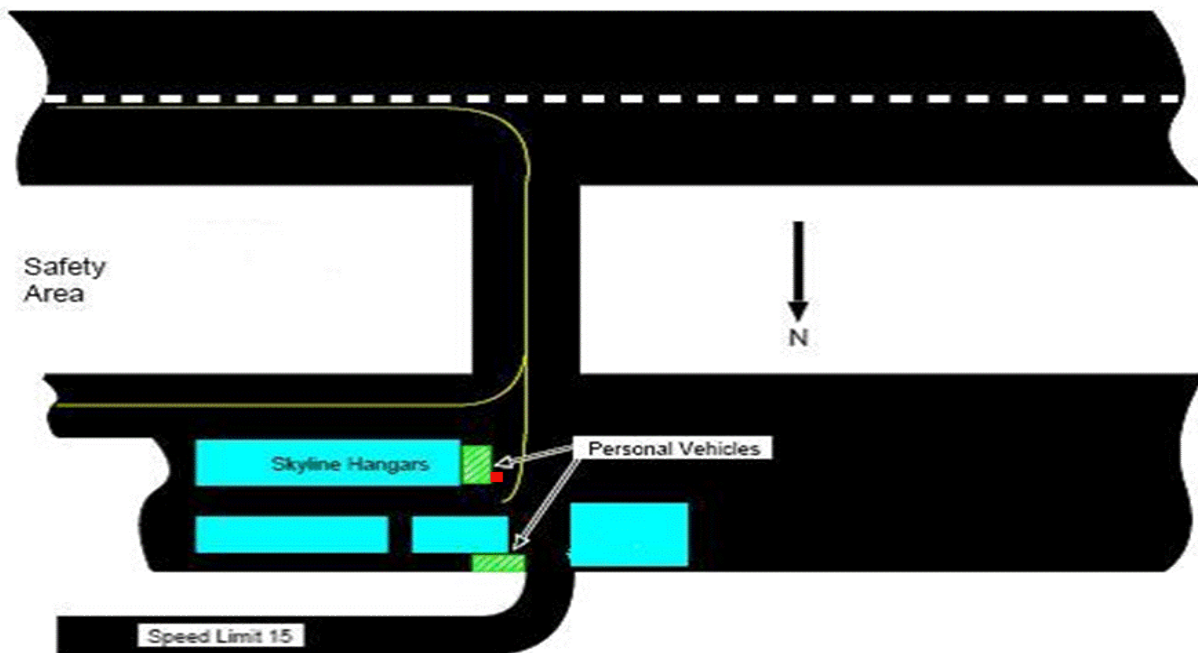 Safety
Area
N
Personal Vehicles
Skyline Hangars
Speed Limit 15